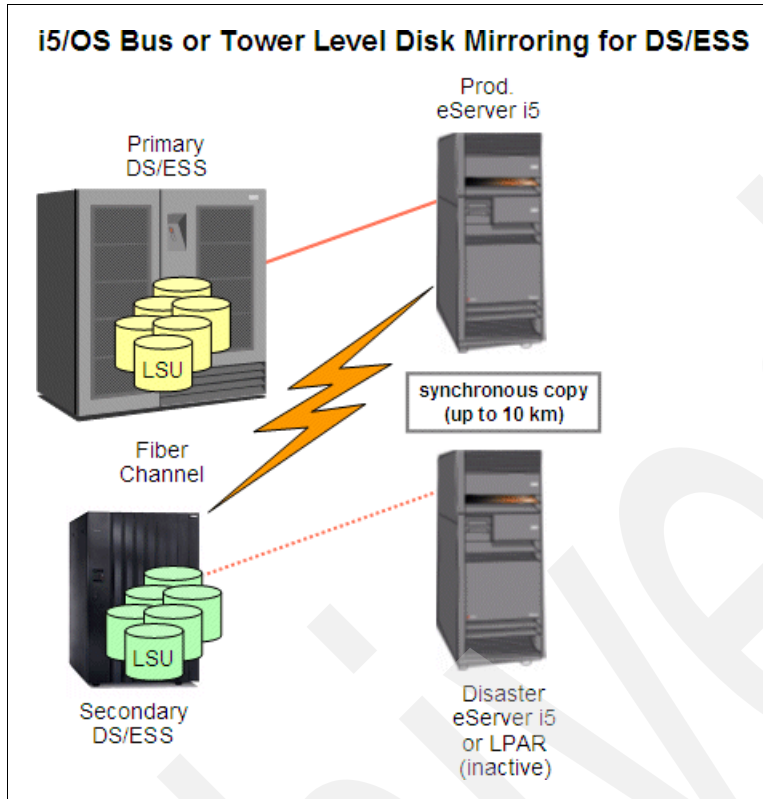 i5/OS Bus or Tower Level Disk Mirroring for DS/ESS
Prod.
eServer i5
Primary
DS/ESS
LSU
synchronous copy
(up to 10 km)
Fiber
Channel
LSU
Secondary
DS/ESS
Disaster
eServer i5
or LPAR
(inactive)